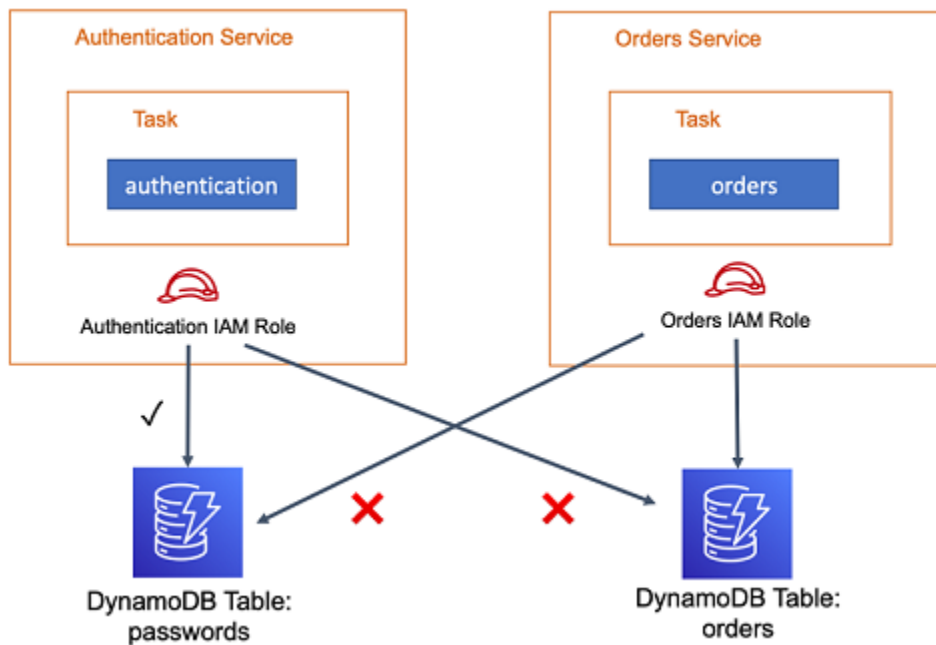 Authentication Service
Task
authentication
Authentication IAM Role
Orders Service
Task
orders
Orders IAM Role
DynamoDB Table:
passwords
DynamoDB Table:
orders